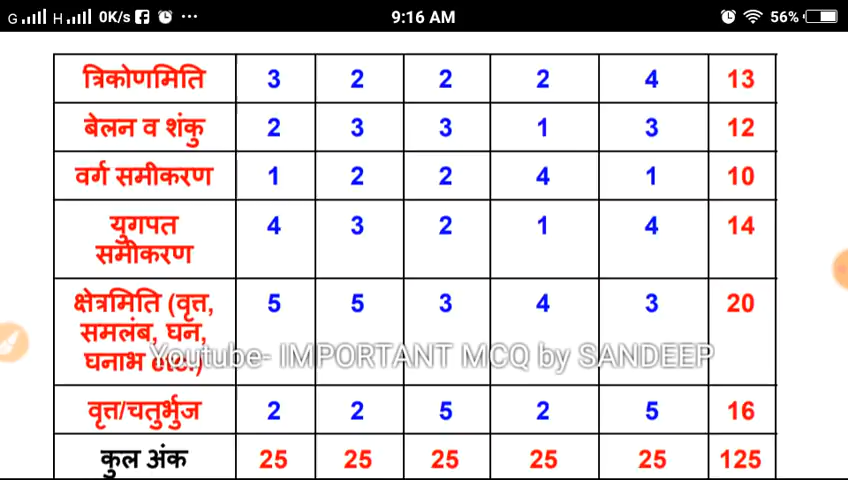 G H 0K/s 9:16 AM 56%
त्रिकोणमिति 3 2 2 2 4 13
बेलन व शंकु 2 3 3 1 3 12
वर्ग समीकरण 1 2 2 4 1 10
युगपत 4 3 2 1 4 14
समीकरण
क्षेत्रमिति (वृत्त, 5 5 3 4 3 20
समलंब, घन,
Youtube- IMPORTANT MCQ by SANDEEP
घनाभ etc.)
वृत्त/चतुर्भुज 2 2 5 2 5 16
कुल अंक 25 25 25 25 25 125